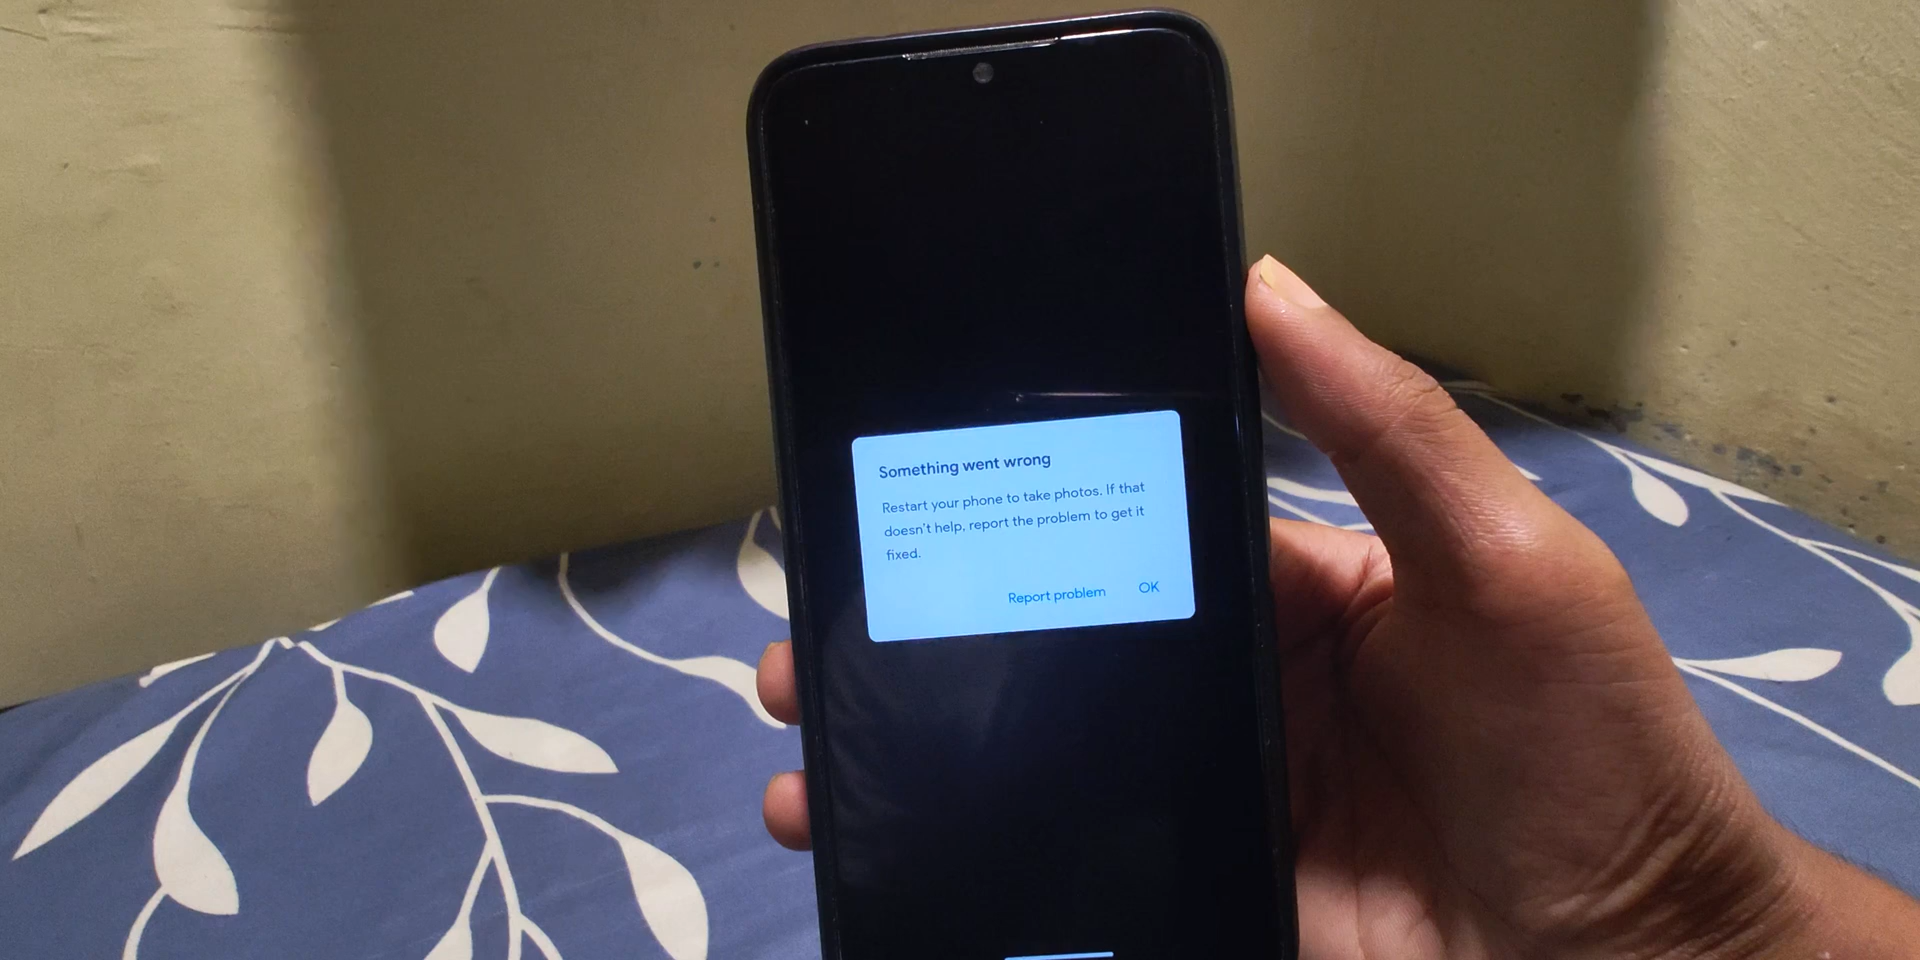 Something went wrong
Restart your phone to take photos. If that
doesn't help, report the problem to get it
fixed.
Report problem OK